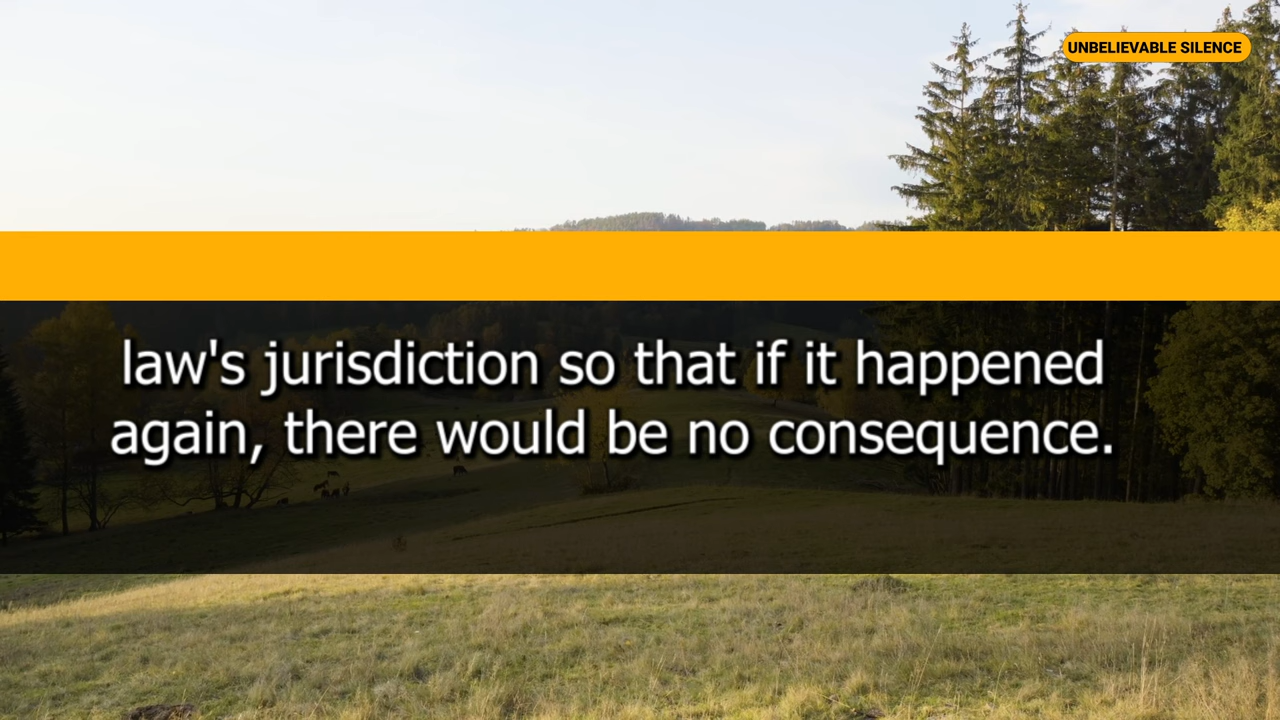 UNBELIEVABLE SILENCE
law's jurisdiction so that if it happened
again, there would be no consequence.